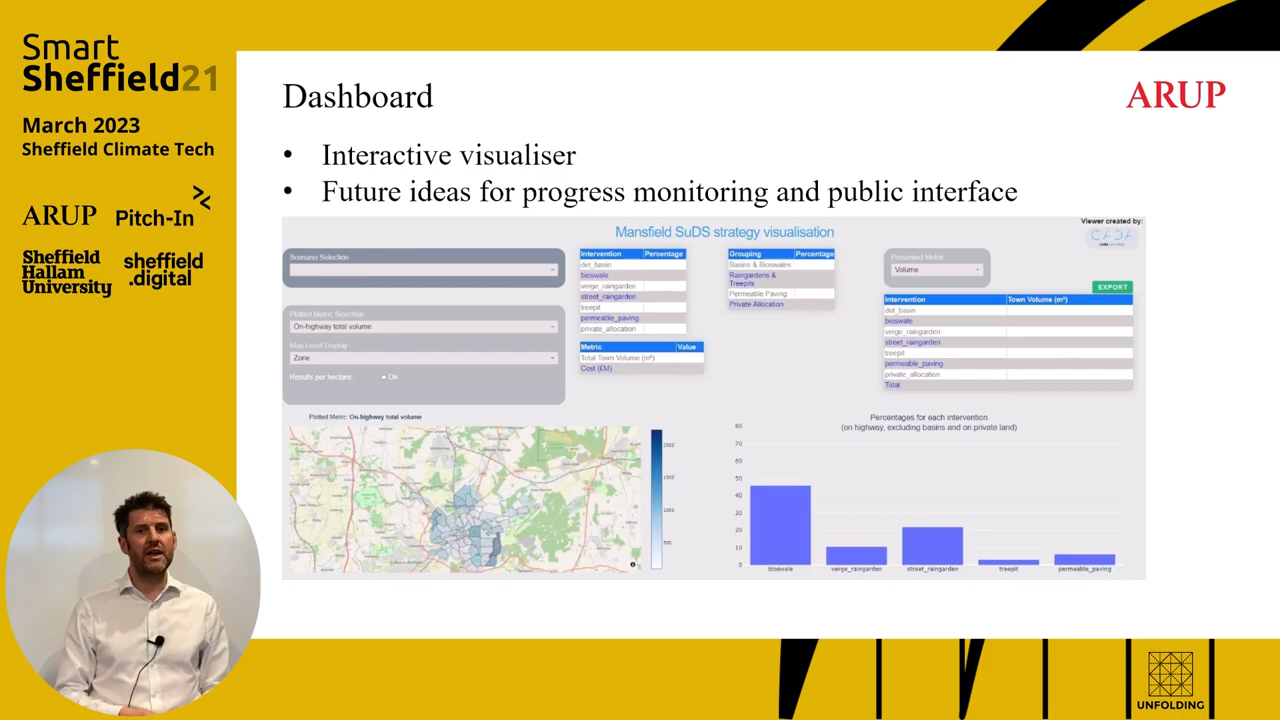 Smart
Sheffield21
March 2023
Sheffield Climate Tech
ARUP
Pitch-In
Sheffield
Hallam
University
sheffield
.digital
Dashboard
ARUP
• Interactive visualiser
• Future ideas for progress monitoring and public interface
Viewer created by:
CADA
Mansfield SuDS strategy visualisation
Scenario Selection
Plotted Metric Selection
On-highway total volume
Map Level Display
Zone
Results per hectare:
On
Intervention Percentage
det_basin
bioswale
verge_raingarden
street_raingarden
treepit
permeable_paving
private_allocation
Metric Value
Total Town Volume (m³)
Cost (£M)
Grouping Percentage
Basins & Bioswales
Raingardens &
Treepits
Permeable Paving
Private Allocation
Presented Metric
Volume
EXPORT
Intervention Town Volume (m³)
det_basin
bioswale
verge_raingarden
street_raingarden
treepit
permeable_paving
private_allocation
Total
Plotted Metric: On-highway total volume
2000
1500
1000
500
Percentages for each intervention
(on highway, excluding basins and on private land)
80
70
60
50
40
30
20
10
0
bioswale verge_raingarden street_raingarden treepit permeable_paving
UNFOLDING